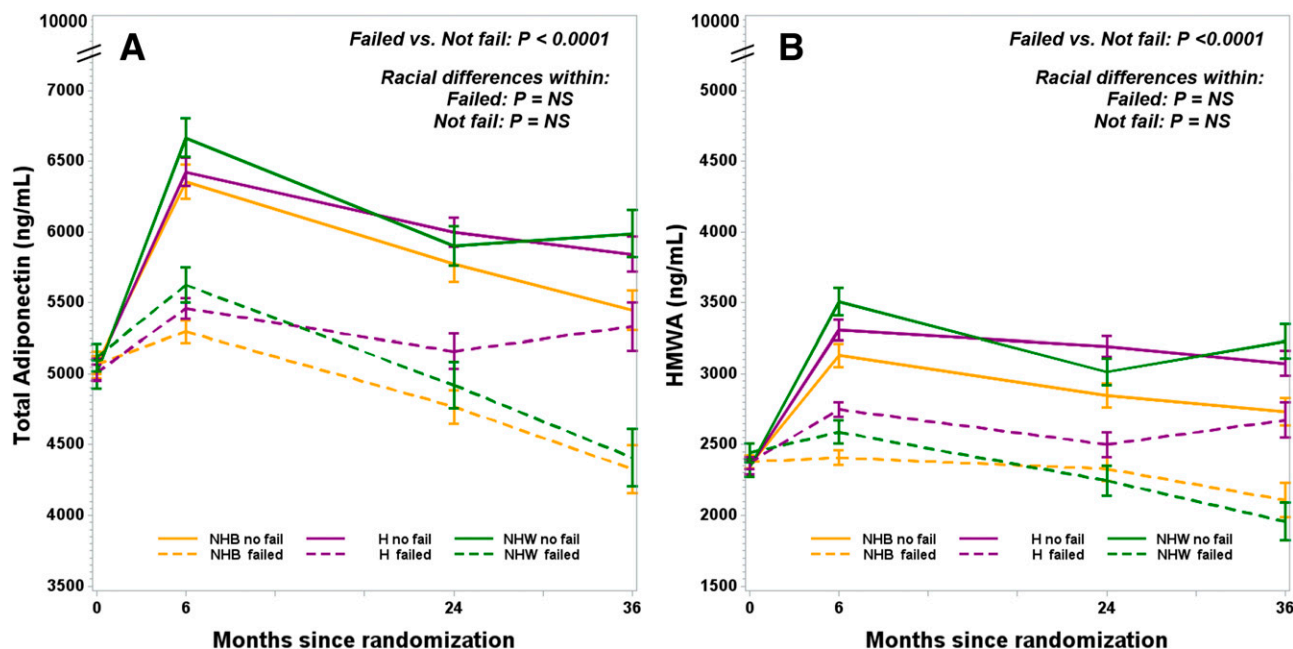 A
Failed vs. Not fail: P < 0.0001
Racial differences within:
Failed: P = NS
Not fail: P = NS
10000
7000
6500
6000
5500
5000
4500
4000
3500
Total Adiponectin (ng/mL)
NHB no fail H no fail NHW no fail
NHB failed H failed NHW failed
0 6 24 36
Months since randomization
B
Failed vs. Not fail: P <0.0001
Racial differences within:
Failed: P = NS
Not fail: P = NS
10000
5000
4500
4000
3500
3000
2500
2000
1500
HMWA (ng/mL)
NHB no fail H no fail NHW no fail
NHB failed H failed NHW failed
0 6 24 36
Months since randomization